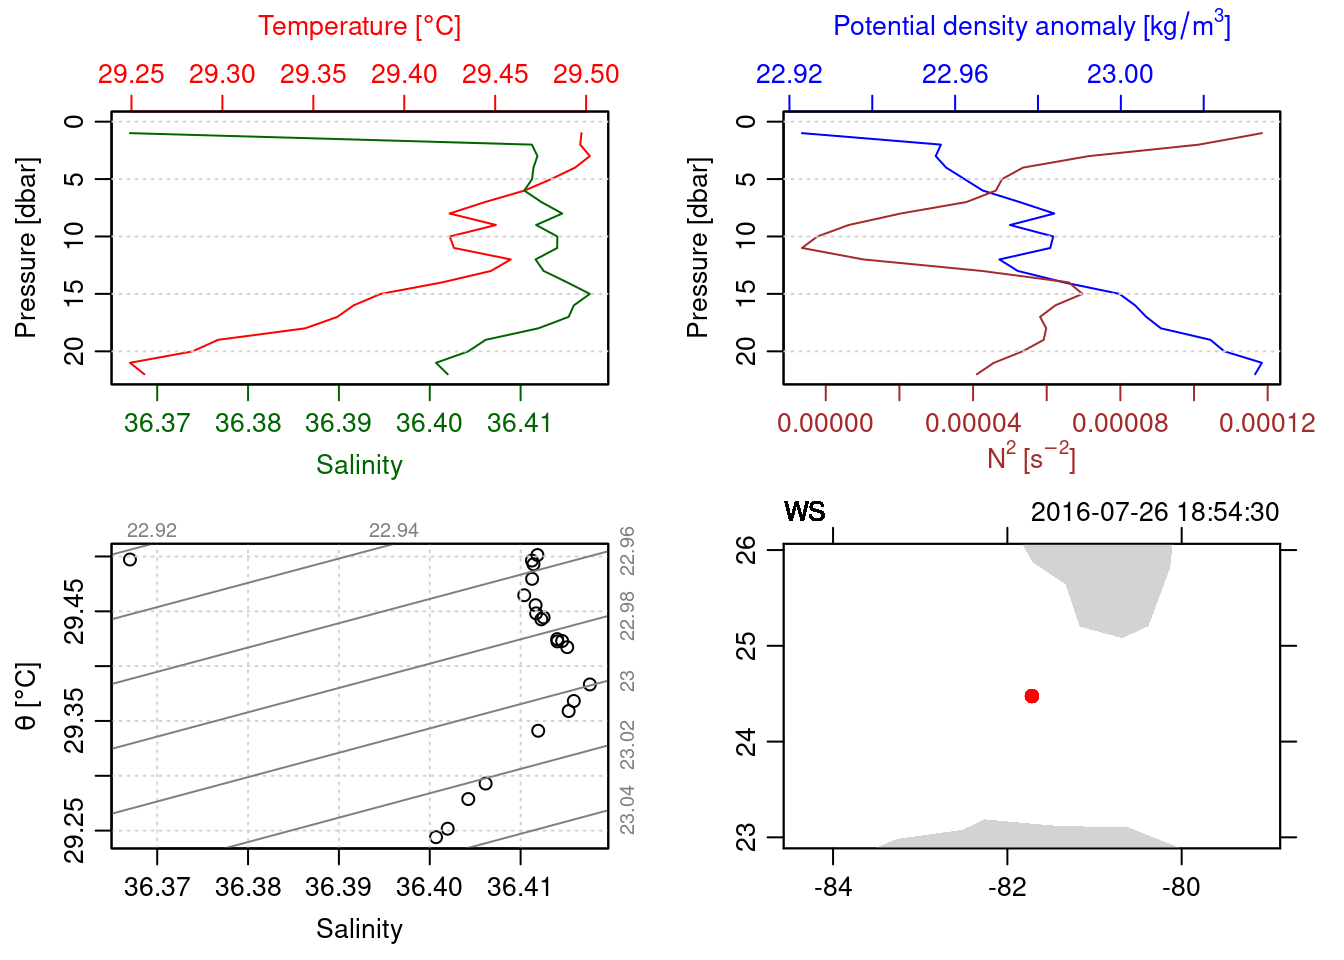 Temperature [°C]
29.25 29.30 29.35 29.40 29.45 29.50
Pressure [dbar]
0
5
10
15
20
36.37 36.38 36.39 36.40 36.41
Salinity
Potential density anomaly [kg/m³]
22.92 22.96 23.00
Pressure [dbar]
0
5
10
15
20
0.00000 0.00004 0.00008 0.00012
N² [s⁻²]
22.92 22.94
22.96
22.98
23
23.02
23.04
θ [°C]
29.45
29.35
29.25
36.37 36.38 36.39 36.40 36.41
Salinity
WS 2016-07-26 18:54:30
26
25
24
23
-84 -82 -80